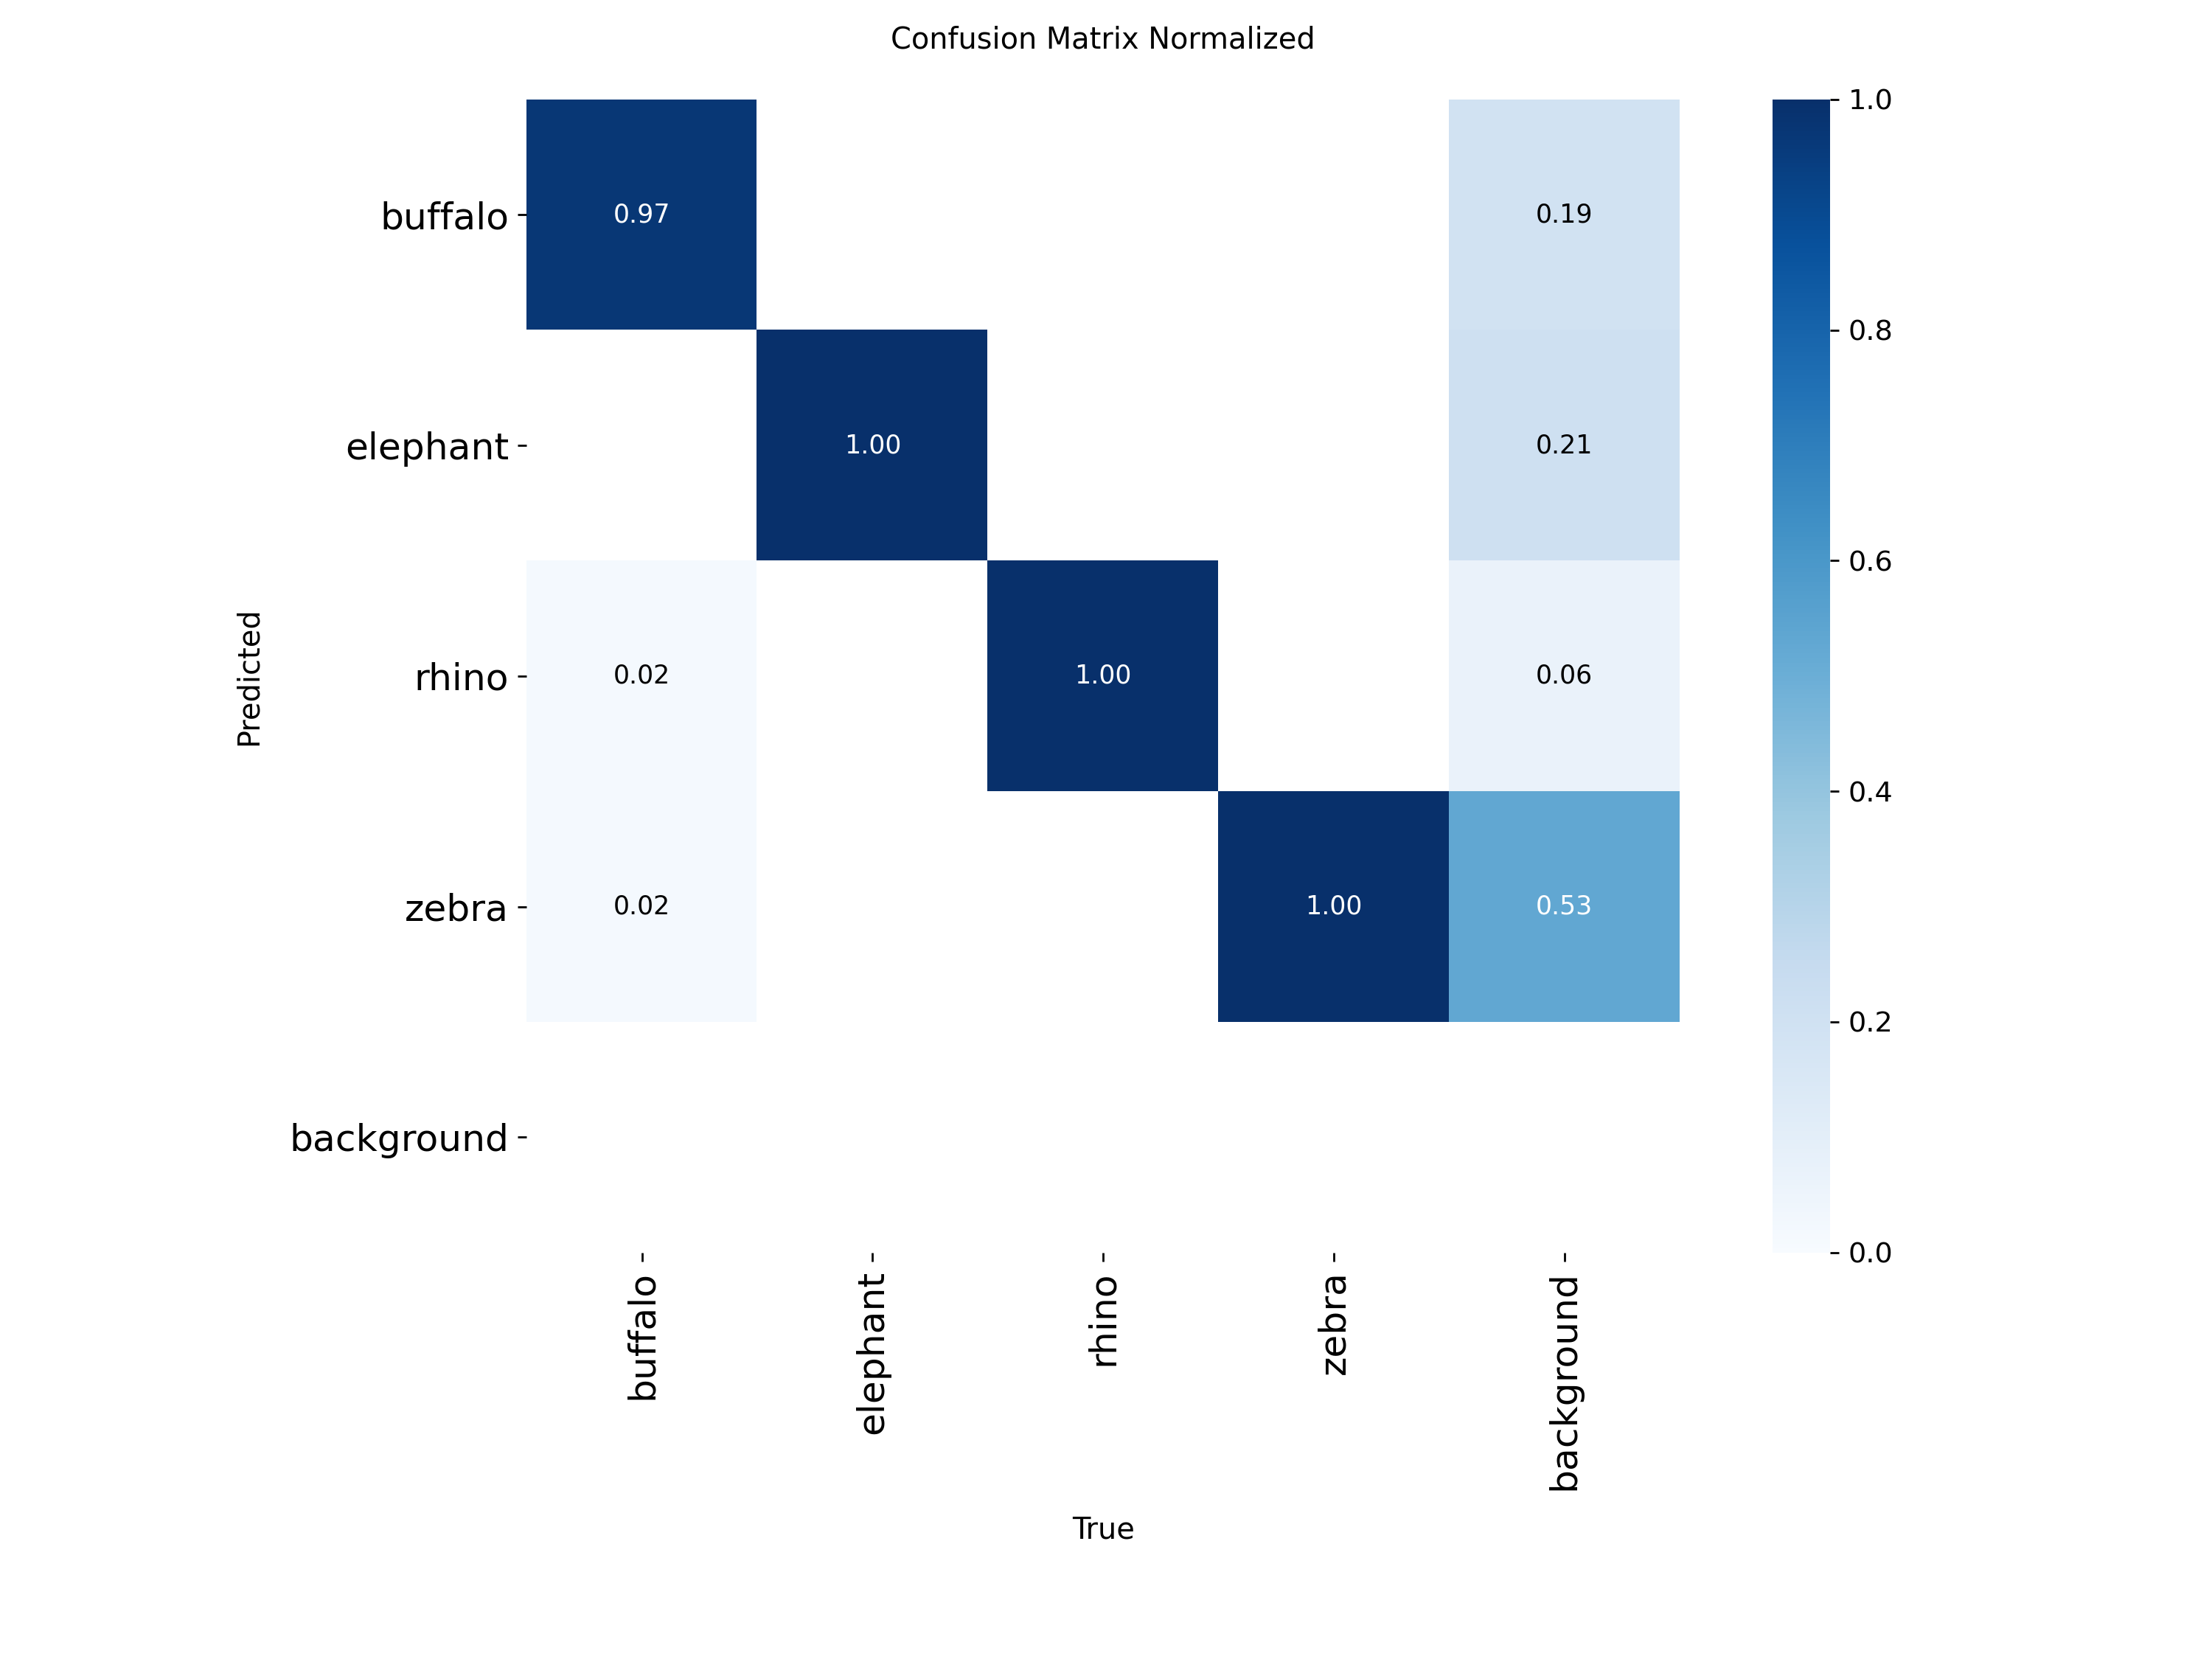 Confusion Matrix Normalized
buffalo
0.97
0.19
1.0
0.8
elephant
1.00
0.21
0.6
Predicted
rhino
0.02
1.00
0.06
0.4
zebra
0.02
1.00
0.53
0.2
background
0.0
buffalo
elephant
rhino
zebra
background
True